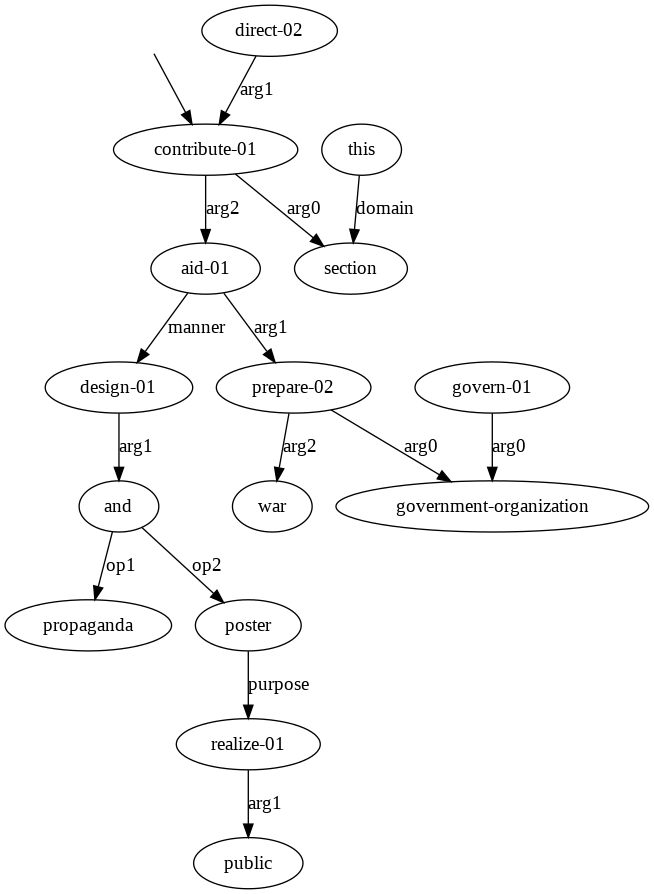 direct-02
arg1
contribute-01
this
arg2
arg0
domain
aid-01
section
manner
arg1
design-01
prepare-02
govern-01
arg1
arg2
arg0
arg0
and
war
government-organization
op1
op2
propaganda
poster
purpose
realize-01
arg1
public